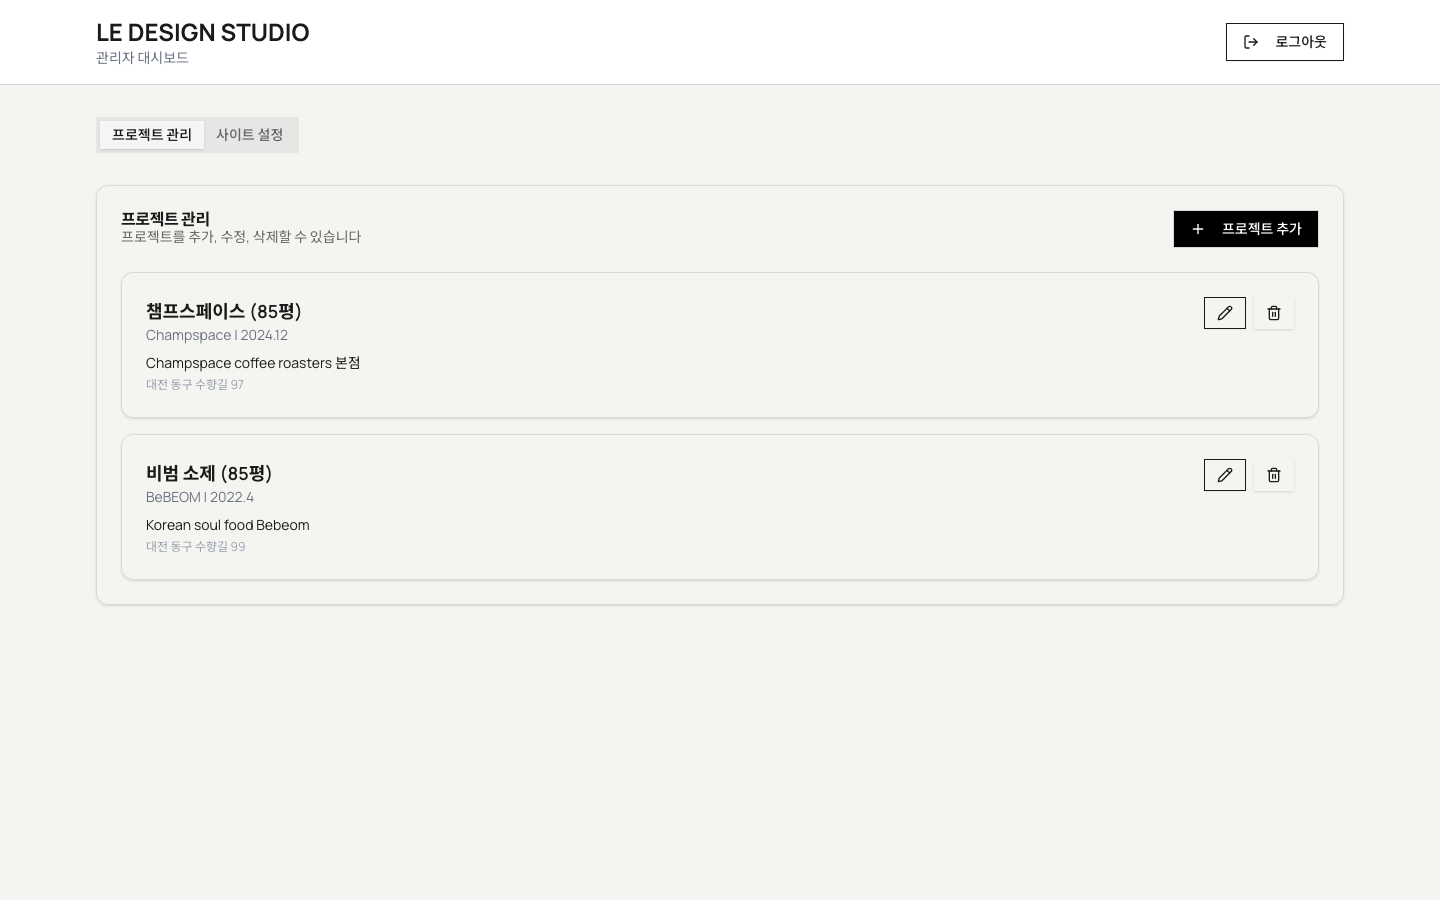 LE DESIGN STUDIO
관리자 대시보드
로그아웃
프로젝트 관리
사이트 설정
프로젝트 관리
프로젝트를 추가, 수정, 삭제할 수 있습니다
프로젝트 추가
챔프스페이스 (85평)
Champspace | 2024.12
Champspace coffee roasters 본점
대전 동구 수향길 97
비범 소제 (85평)
BeBEOM | 2022.4
Korean soul food Bebeom
대전 동구 수향길 99